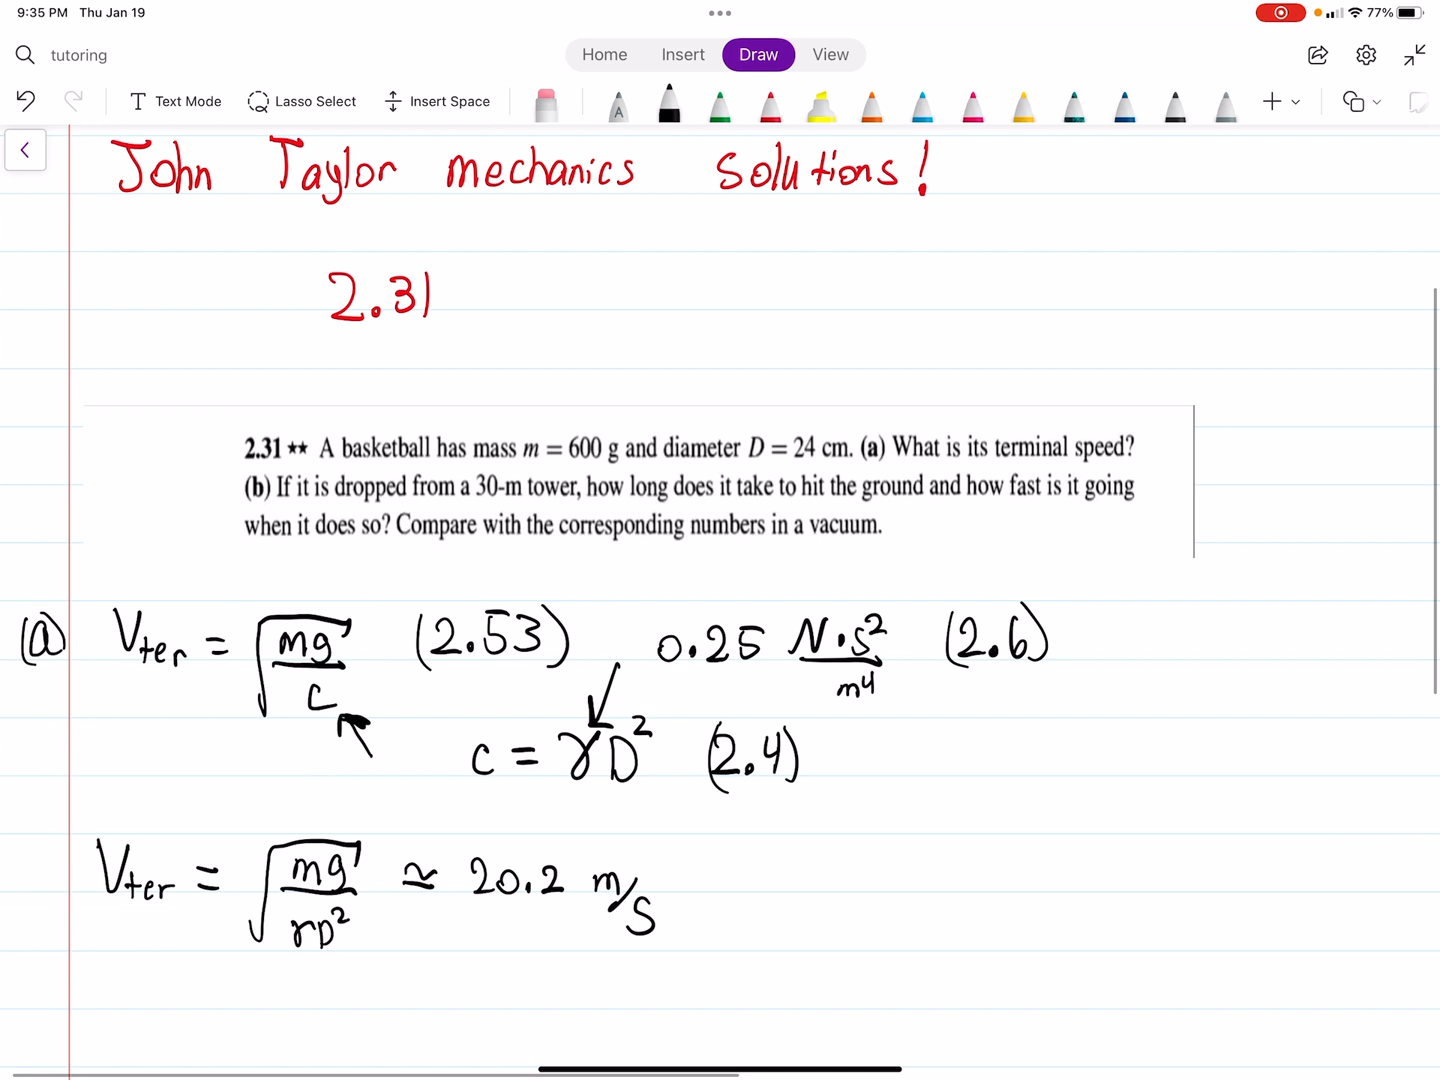 9:35 PM Thu Jan 19
77%
tutoring
Home Insert Draw View
Text Mode Lasso Select Insert Space
A
John Taylor mechanics solutions!
2.31
2.31 ★★ A basketball has mass m = 600 g and diameter D = 24 cm. (a) What is its terminal speed?
(b) If it is dropped from a 30-m tower, how long does it take to hit the ground and how fast is it going
when it does so? Compare with the corresponding numbers in a vacuum.
(a) Vter = √(mg/c) (2.53) 0.25 N·s²/m⁴ (2.6)
c = γD² (2.4)
Vter = √(mg/γD²) ≃ 20.2 m/s